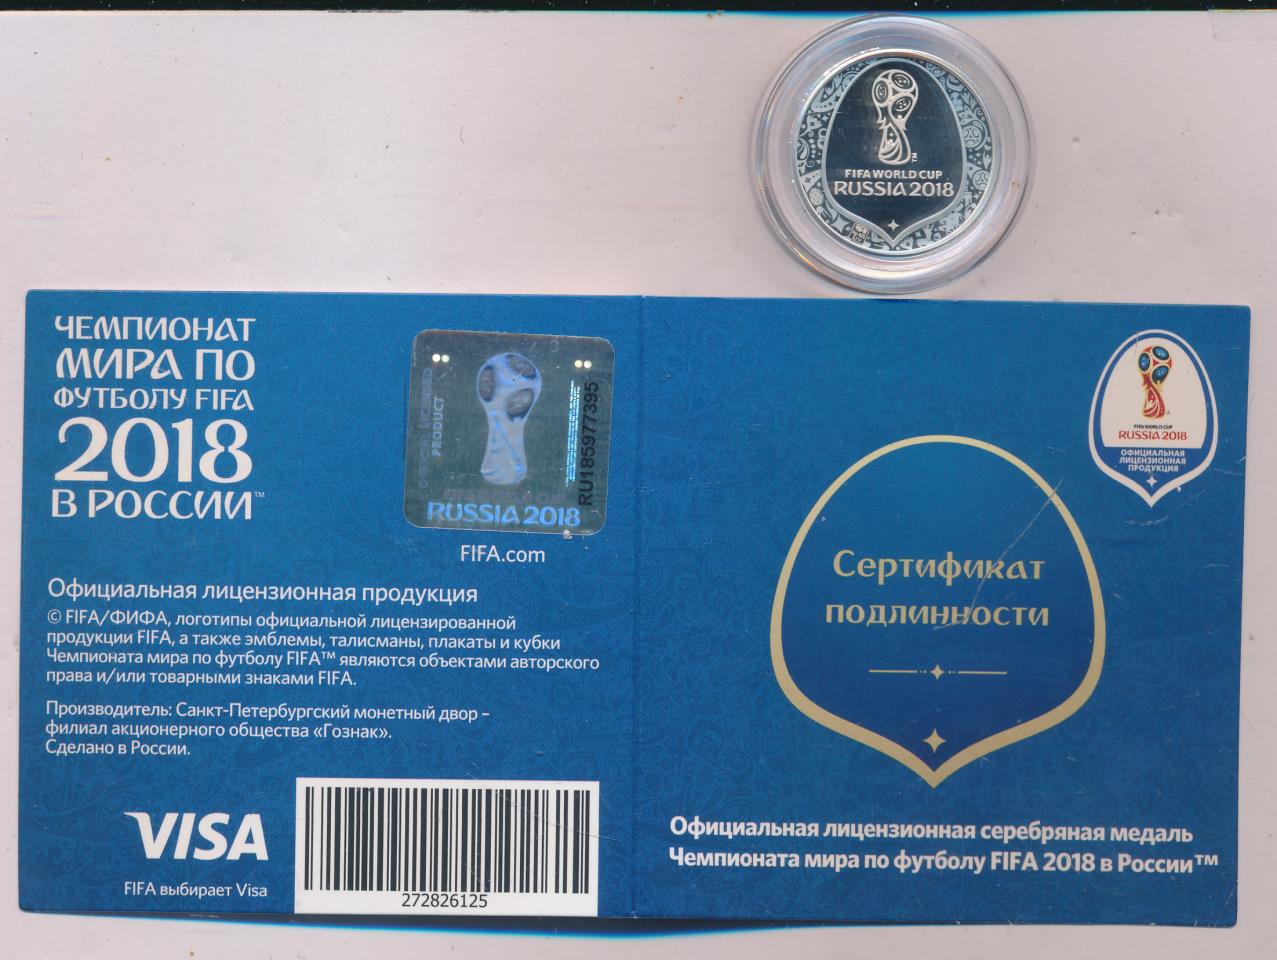 FIFA WORLD CUP
RUSSIA 2018
ЧЕМПИОНАТ
МИРА ПО
ФУТБОЛУ FIFA
2018
В РОССИИ™
PRODUCT
RU185977395
RUSSIA 2018
FIFA.com
Официальная лицензионная продукция
© FIFA/ФИФА, логотипы официальной лицензированной
продукции FIFA, а также эмблемы, талисманы, плакаты и кубки
Чемпионата мира по футболу FIFA™ являются объектами авторского
права и/или товарными знаками FIFA.
Производитель: Санкт-Петербургский монетный двор –
филиал акционерного общества «Гознак».
Сделано в России.
VISA
FIFA выбирает Visa
272826125
FIFA WORLD CUP
RUSSIA 2018
ОФИЦИАЛЬНАЯ
ЛИЦЕНЗИОННАЯ
ПРОДУКЦИЯ
Сертификат
подлинности
Официальная лицензионная серебряная медаль
Чемпионата мира по футболу FIFA 2018 в России™